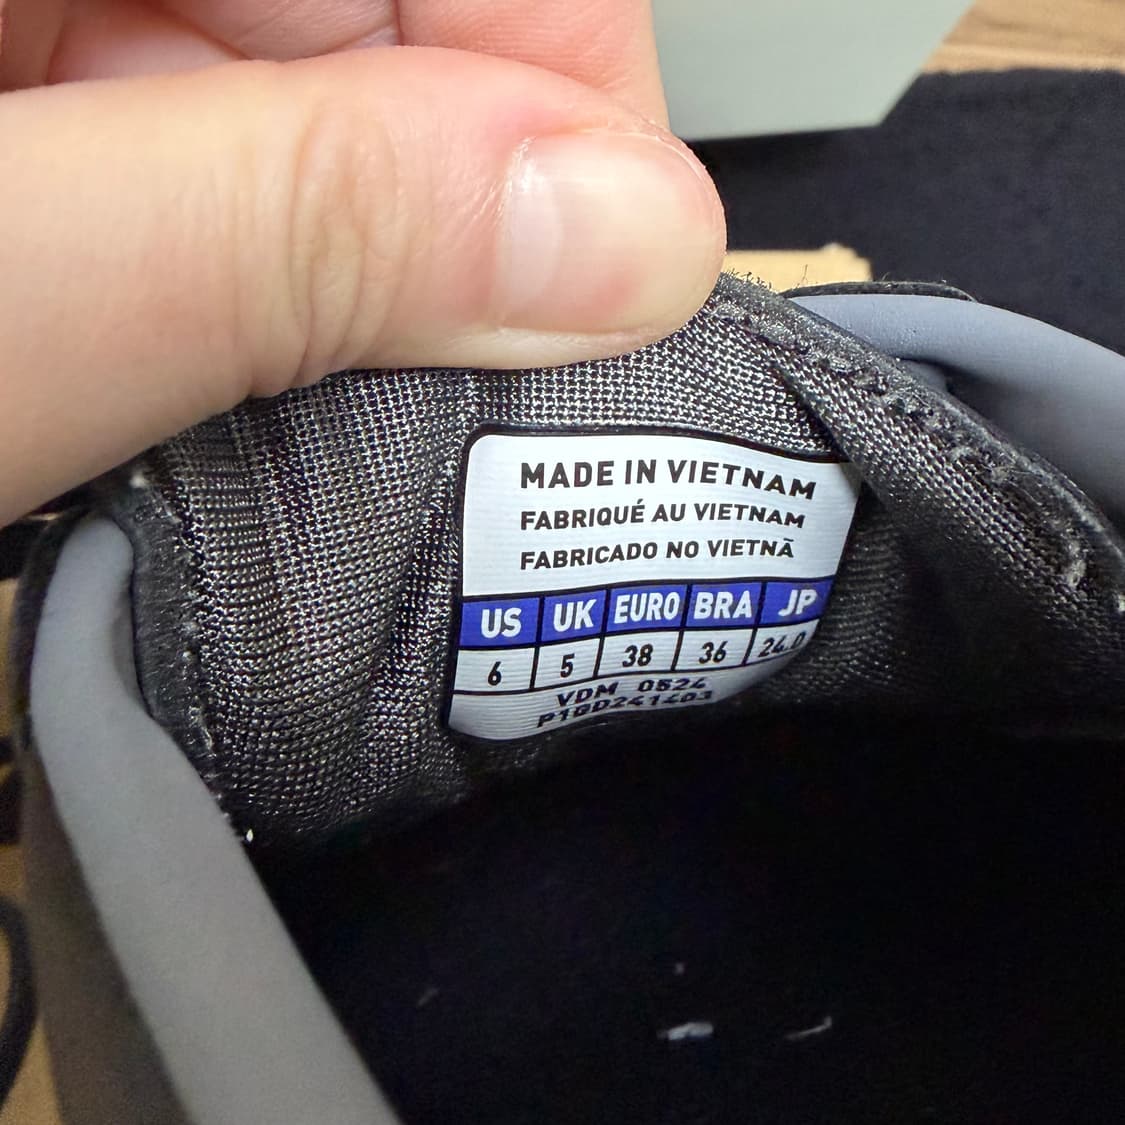 MADE IN VIETNAM
FABRIQUÉ AU VIETNAM
FABRICADO NO VIETNÃ
US UK EURO BRA JP
6 5 38 36 24.0
VDM 0524
P1QD241403